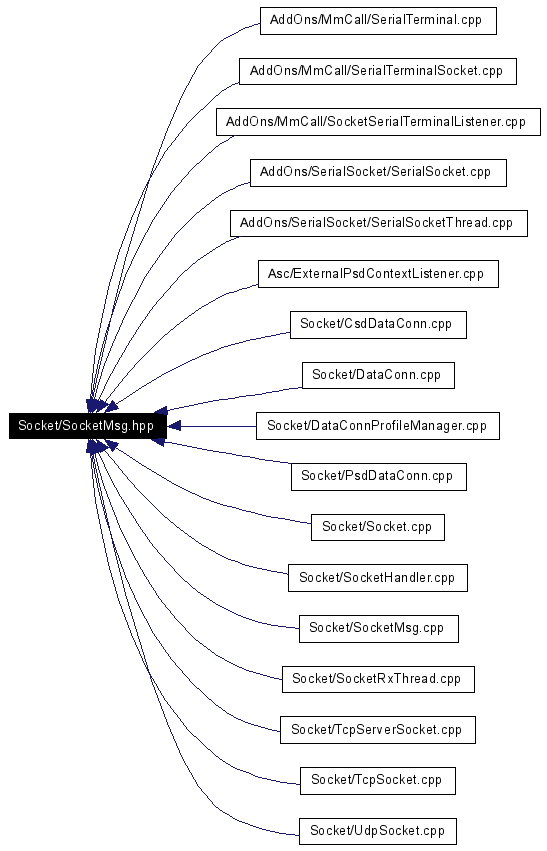 AddOns/MmCall/SerialTerminal.cpp
AddOns/MmCall/SerialTerminalSocket.cpp
AddOns/MmCall/SocketSerialTerminalListener.cpp
AddOns/SerialSocket/SerialSocket.cpp
AddOns/SerialSocket/SerialSocketThread.cpp
Asc/ExternalPsdContextListener.cpp
Socket/CsdDataConn.cpp
Socket/DataConn.cpp
Socket/SocketMsg.hpp
Socket/DataConnProfileManager.cpp
Socket/PsdDataConn.cpp
Socket/Socket.cpp
Socket/SocketHandler.cpp
Socket/SocketMsg.cpp
Socket/SocketRxThread.cpp
Socket/TcpServerSocket.cpp
Socket/TcpSocket.cpp
Socket/UdpSocket.cpp